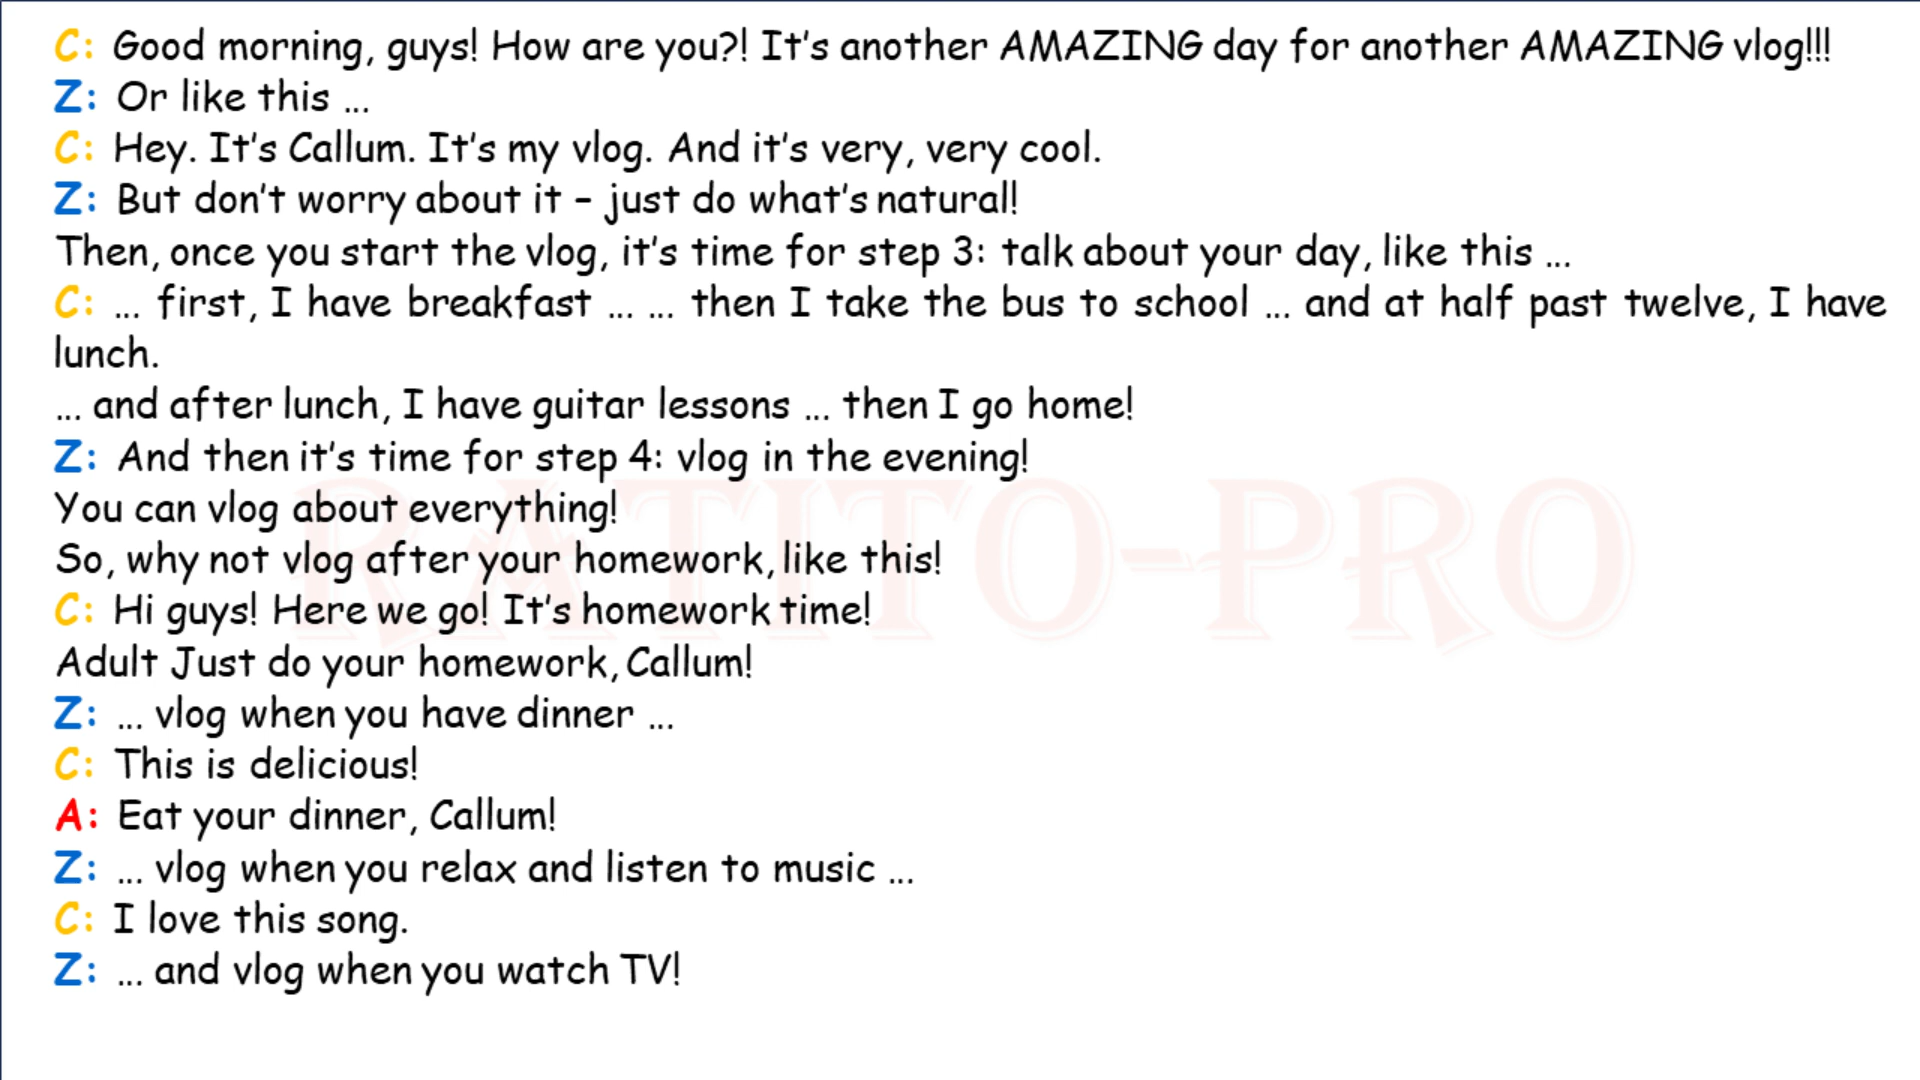 C: Good morning, guys! How are you?! It's another AMAZING day for another AMAZING vlog!!!
Z: Or like this ...
C: Hey. It's Callum. It's my vlog. And it's very, very cool.
Z: But don't worry about it – just do what's natural!
Then, once you start the vlog, it's time for step 3: talk about your day, like this ...
C: ... first, I have breakfast ... ... then I take the bus to school ... and at half past twelve, I have
lunch.
... and after lunch, I have guitar lessons ... then I go home!
Z: And then it's time for step 4: vlog in the evening!
You can vlog about everything!
So, why not vlog after your homework, like this!
C: Hi guys! Here we go! It's homework time!
Adult Just do your homework, Callum!
Z: ... vlog when you have dinner ...
C: This is delicious!
A: Eat your dinner, Callum!
Z: ... vlog when you relax and listen to music ...
C: I love this song.
Z: ... and vlog when you watch TV!
RATITO-PRO